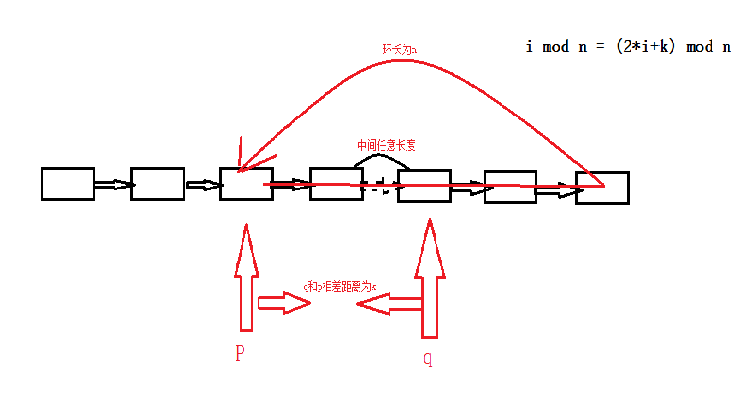 i mod n = (2*i+k) mod n
环长为n
中间任意长度
q和p相差距离为k
p
q